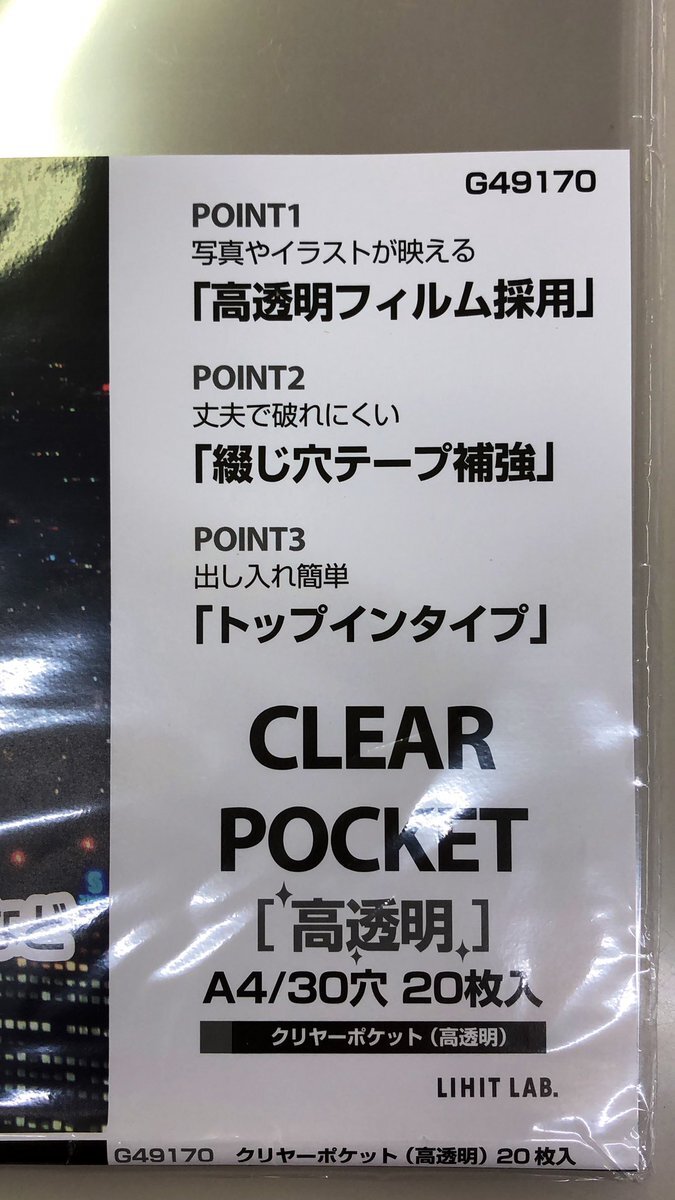 G49170
POINT1
写真やイラストが映える
「高透明フィルム採用」
POINT2
丈夫で破れにくい
「綴じ穴テープ補強」
POINT3
出し入れ簡単
「トップインタイプ」
CLEAR
POCKET
[高透明]
A4/30穴 20枚入
クリヤーポケット（高透明）
LIHIT LAB.
G49170 クリヤーポケット（高透明）20枚入